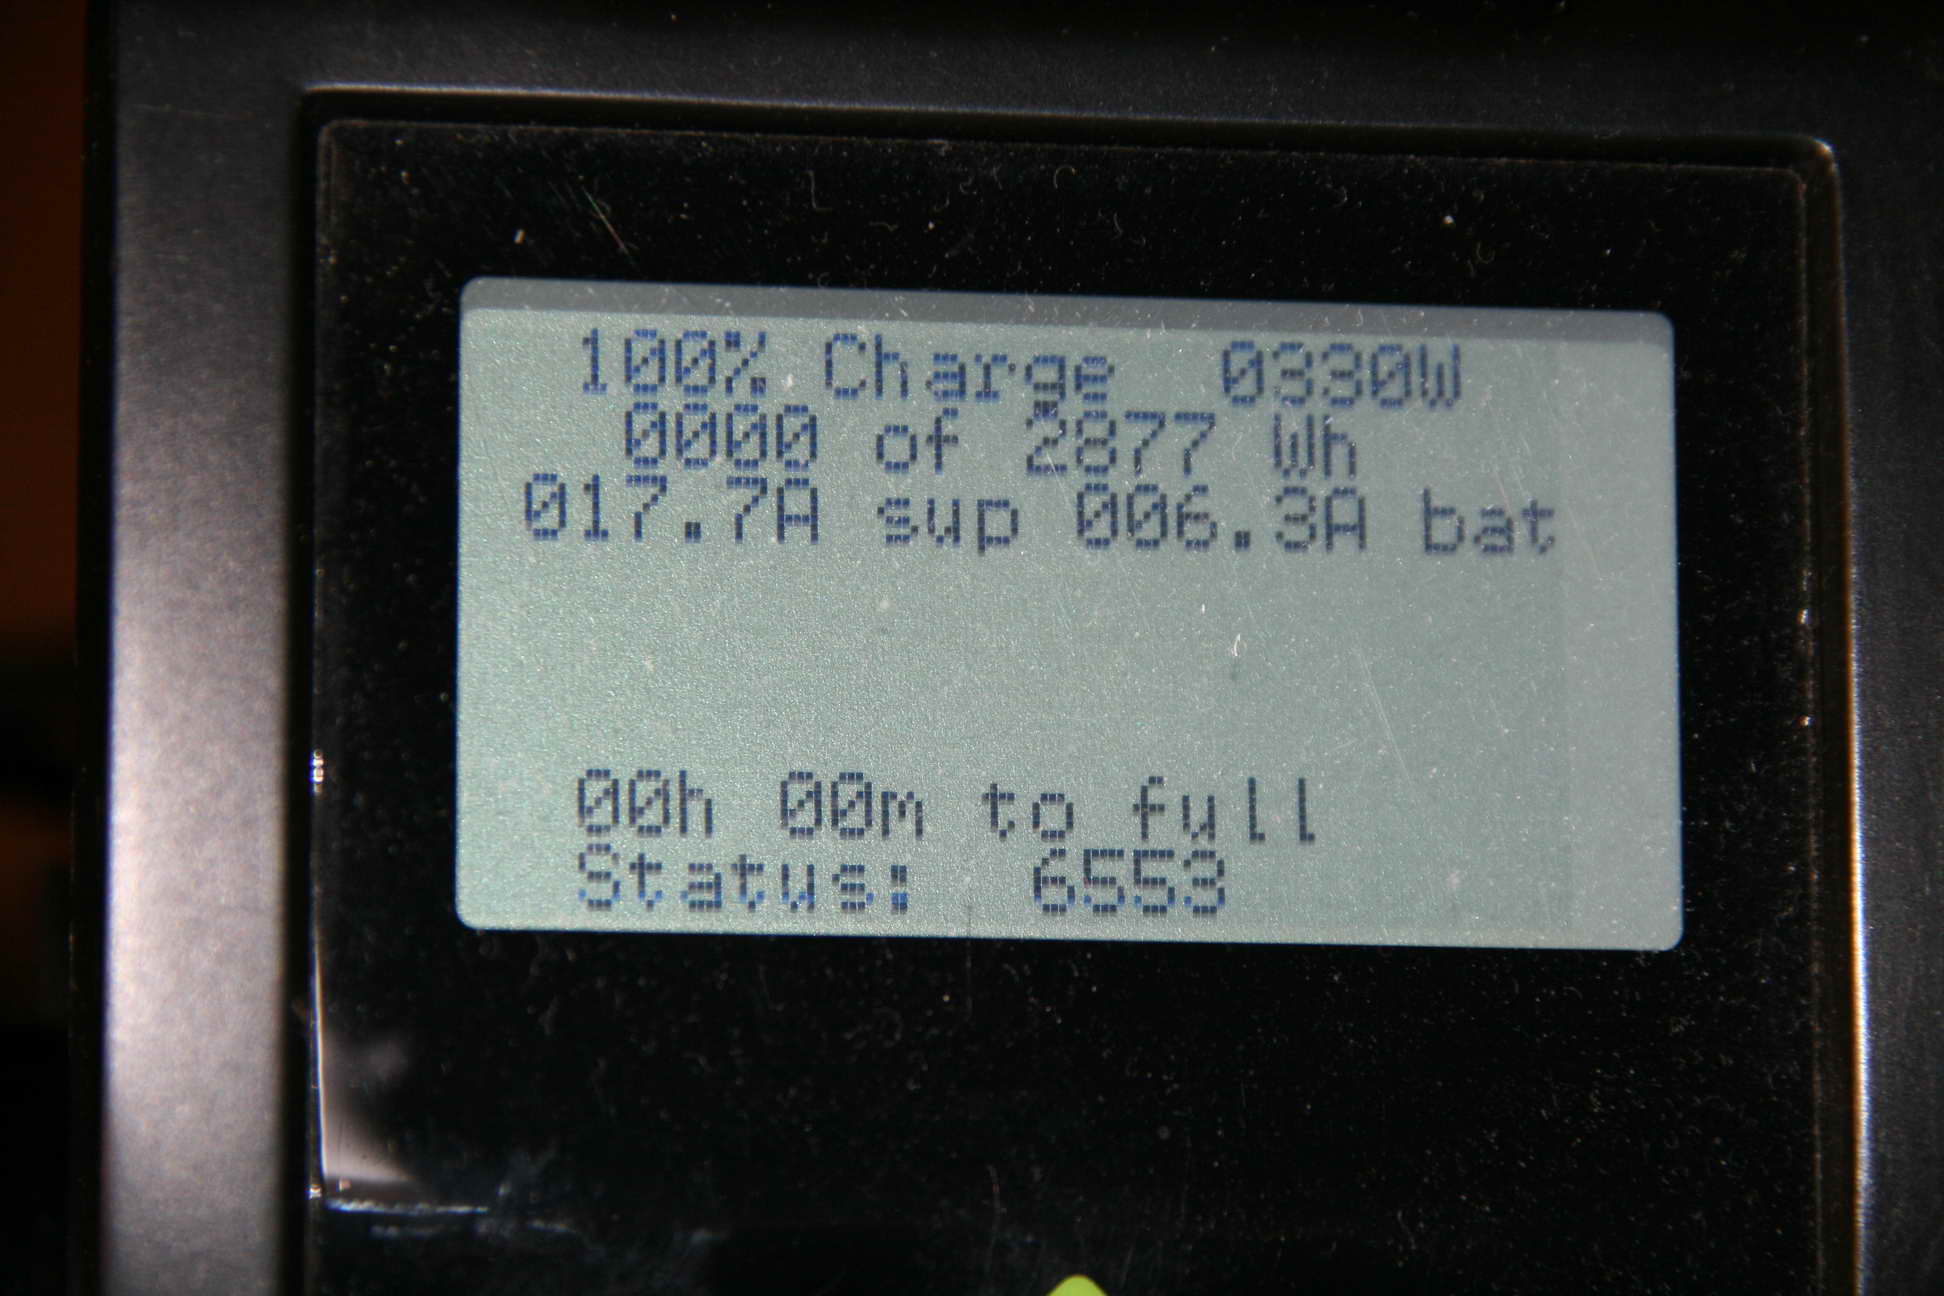 100% Charge 0330W
0000 of 2877 Wh
017.7A sup 006.3A bat
00h 00m to full
Status: 6553